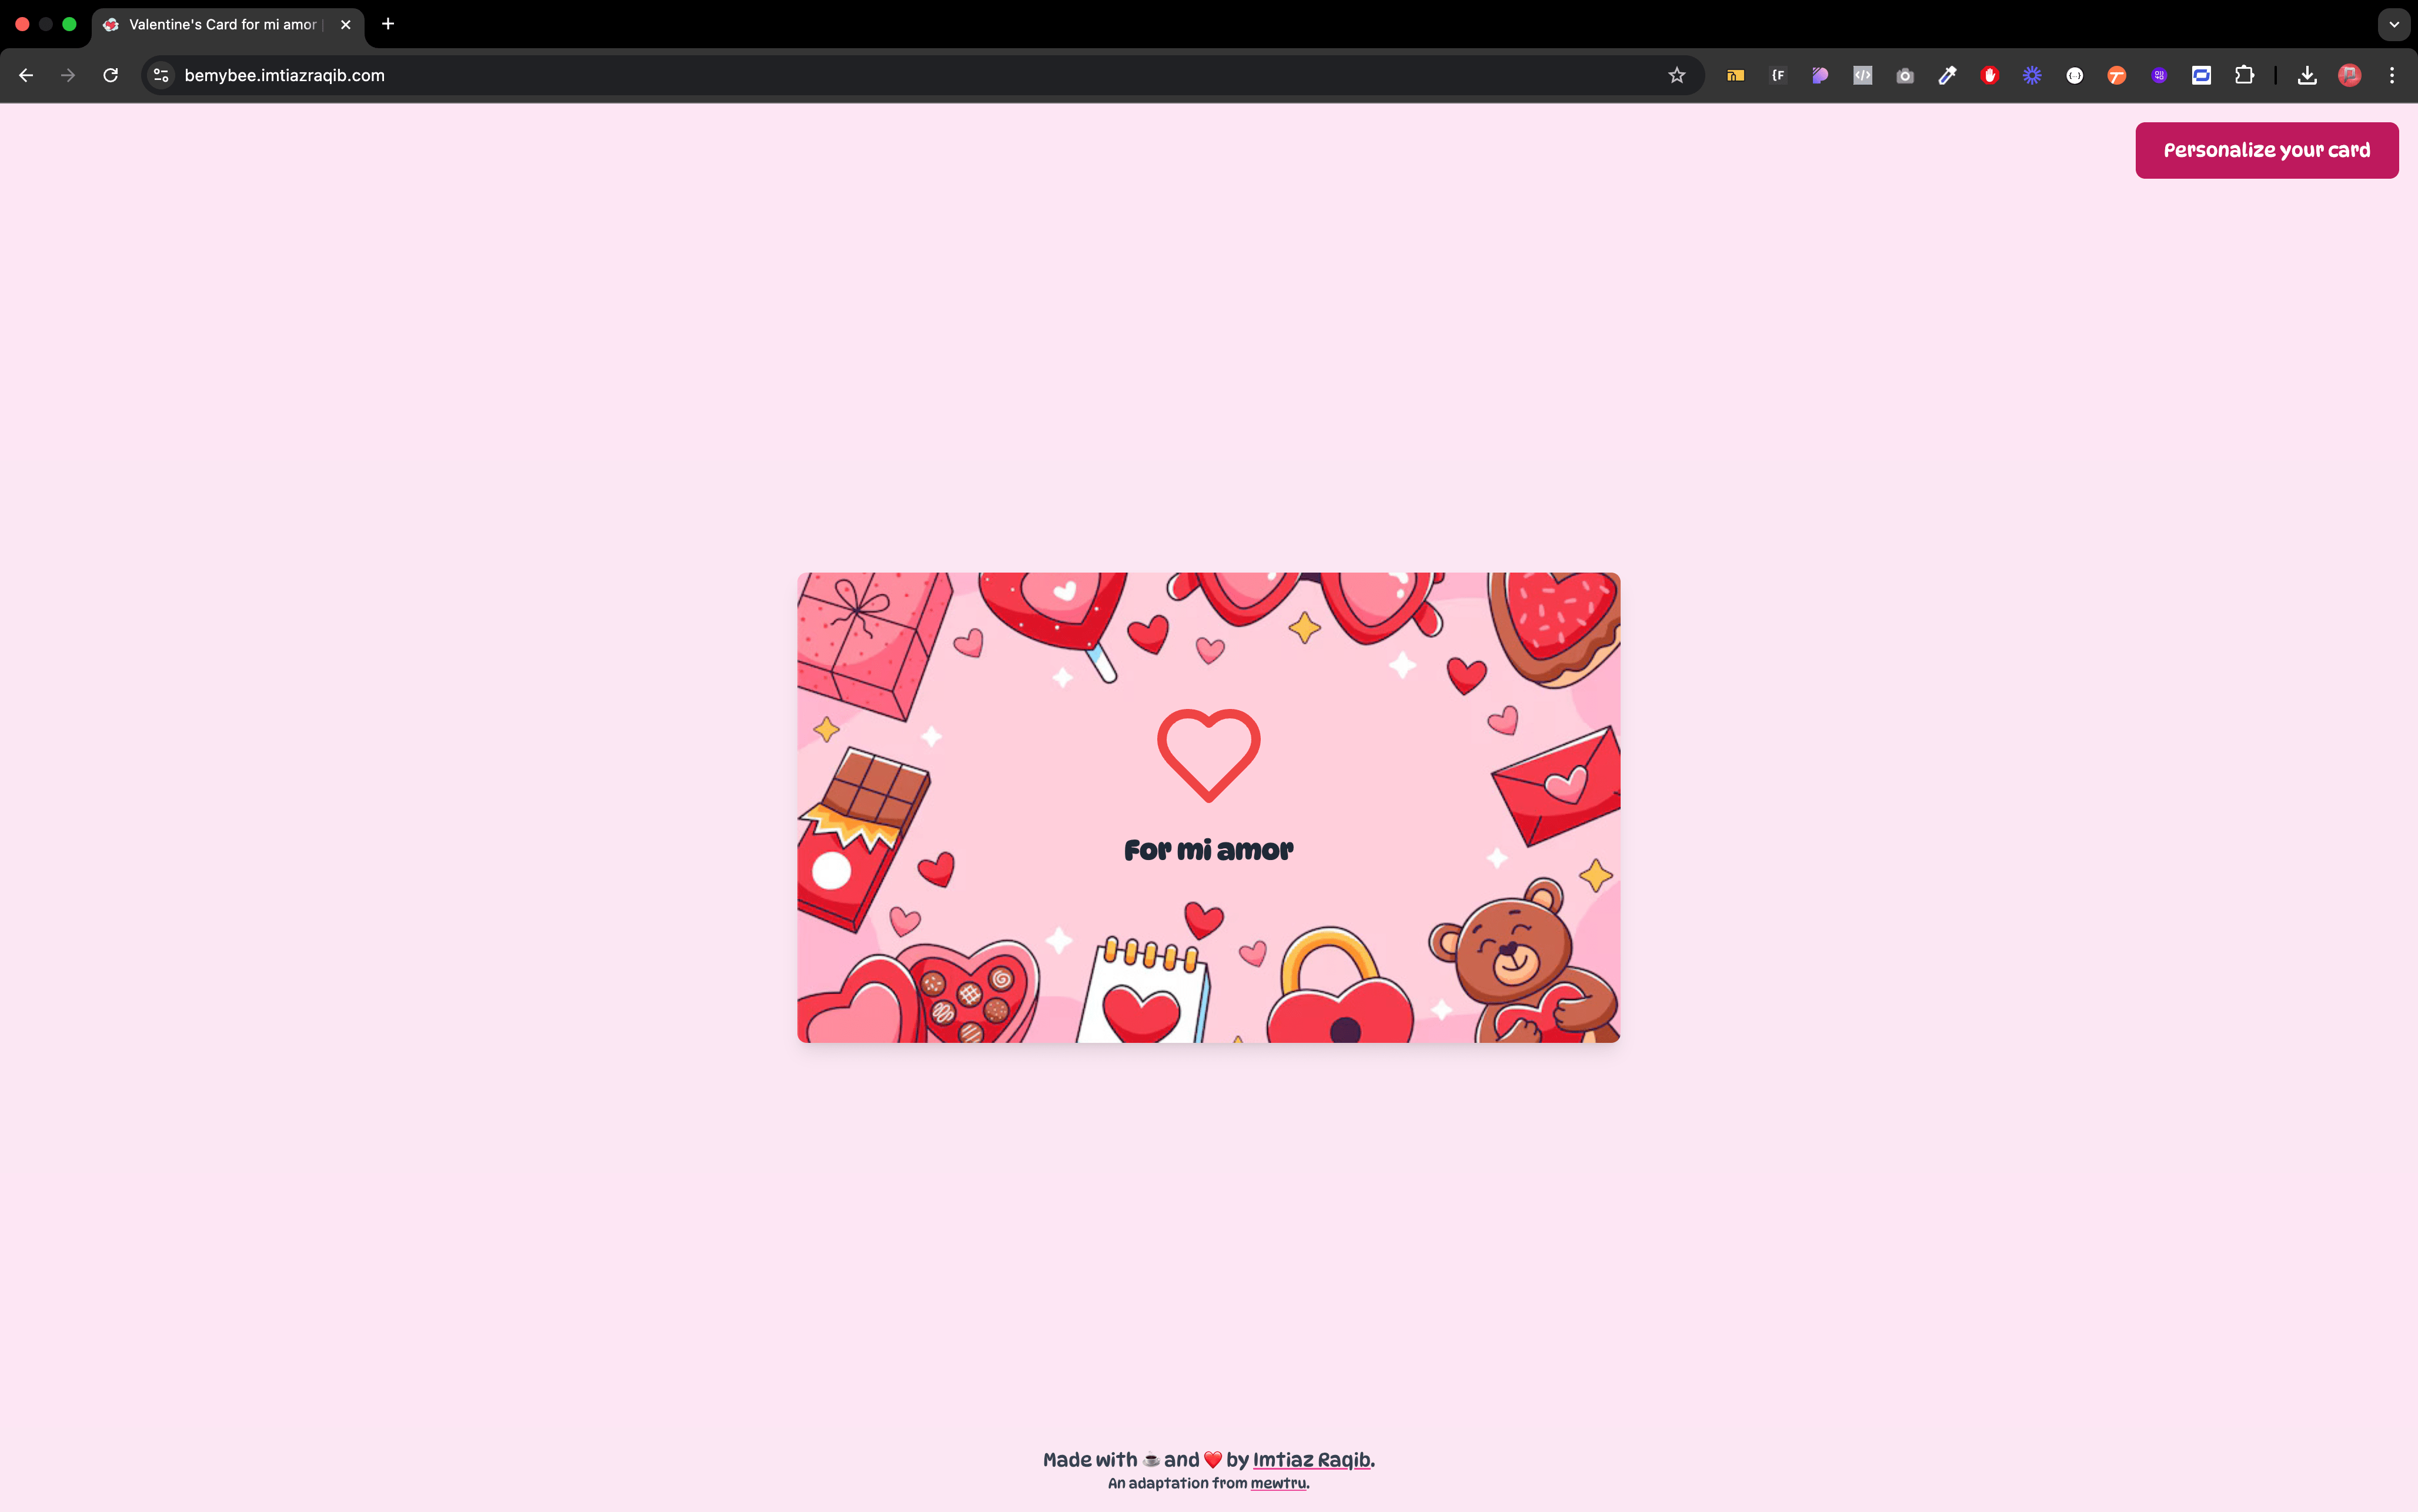 Valentine's Card for mi amor |
bemybee.imtiazraqib.com
Personalize your card
For mi amor
Made with ☕ and ❤️ by Imtiaz Raqib.
An adaptation from mewtru.